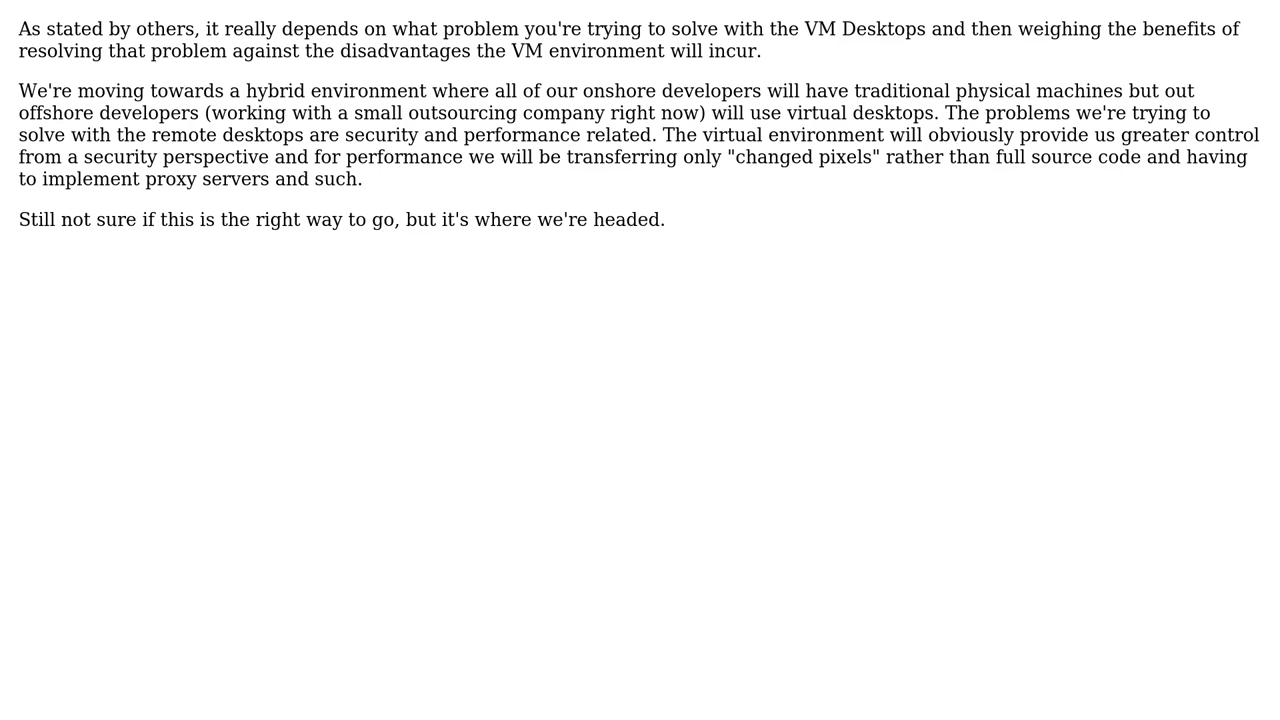 As stated by others, it really depends on what problem you're trying to solve with the VM Desktops and then weighing the benefits of
resolving that problem against the disadvantages the VM environment will incur.
We're moving towards a hybrid environment where all of our onshore developers will have traditional physical machines but out
offshore developers (working with a small outsourcing company right now) will use virtual desktops. The problems we're trying to
solve with the remote desktops are security and performance related. The virtual environment will obviously provide us greater control
from a security perspective and for performance we will be transferring only "changed pixels" rather than full source code and having
to implement proxy servers and such.
Still not sure if this is the right way to go, but it's where we're headed.